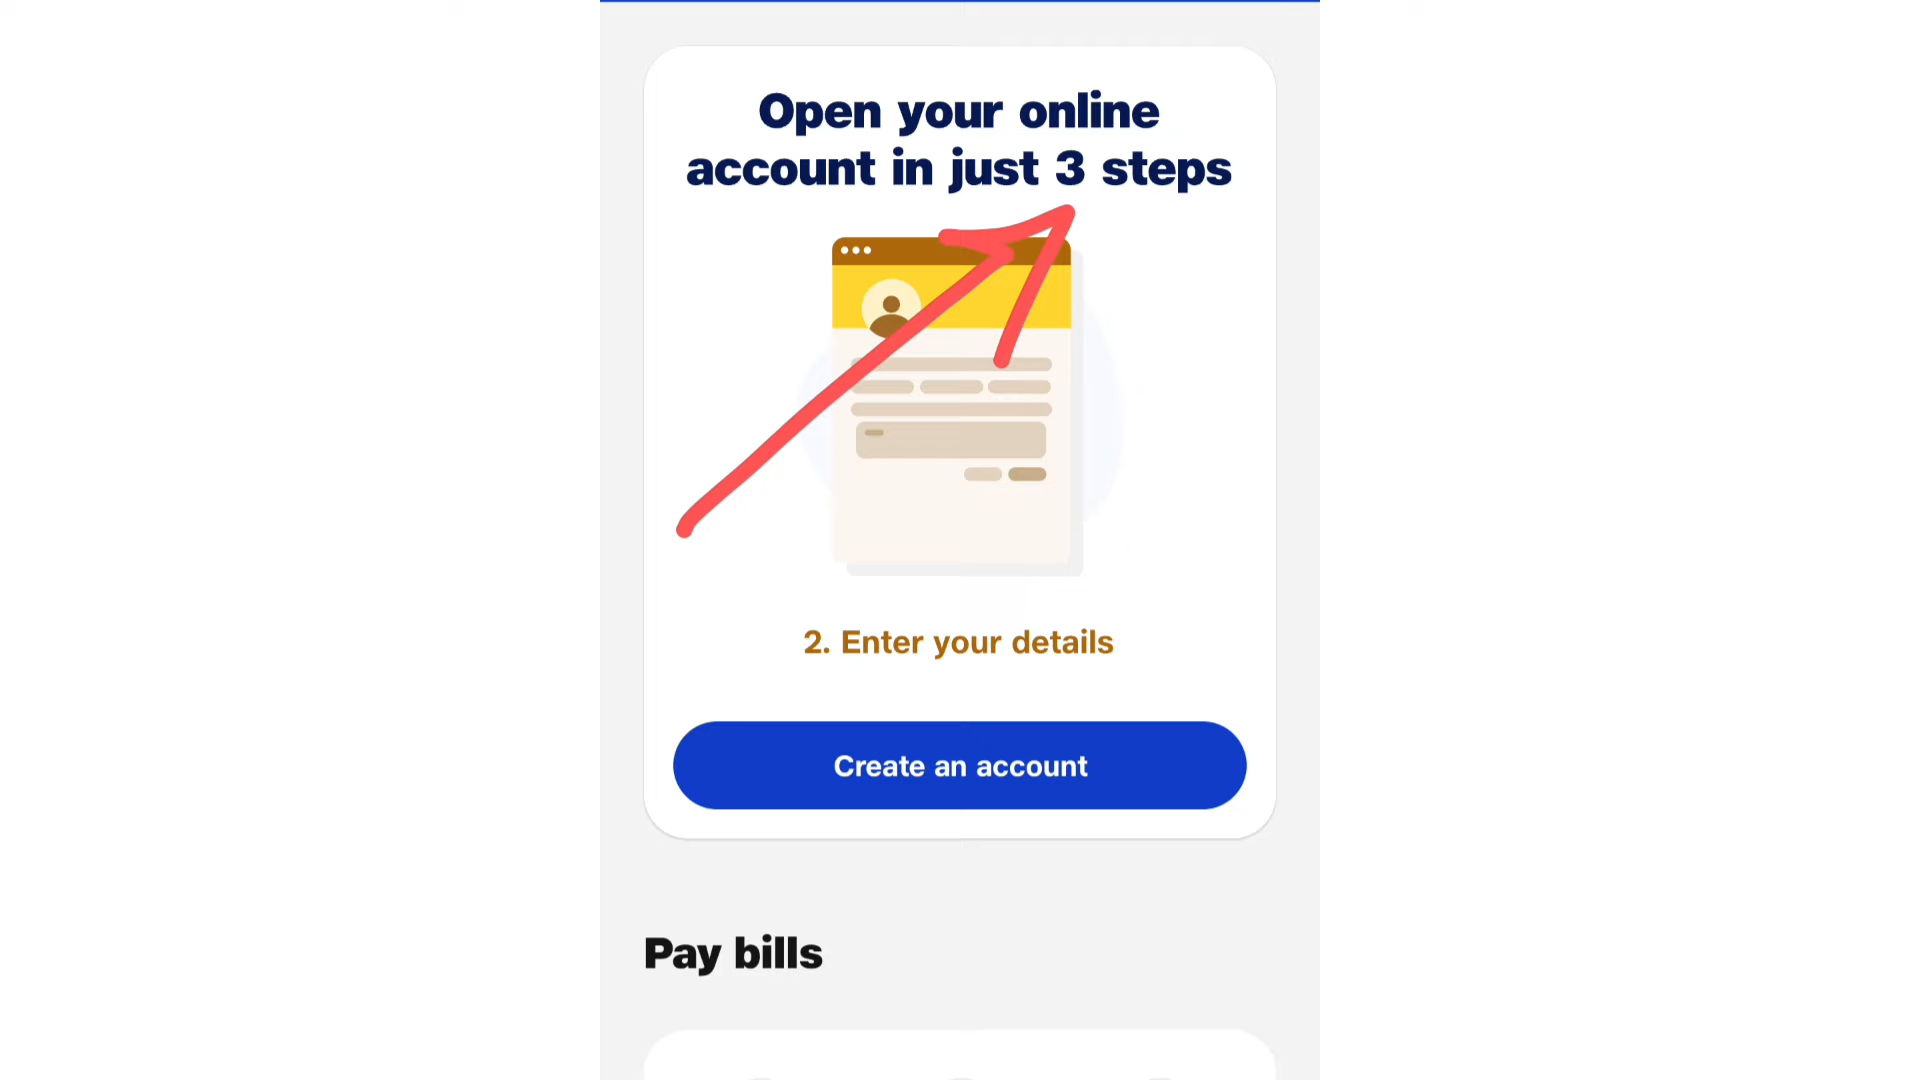 Open your online
account in just 3 steps
2. Enter your details
Create an account
Pay bills